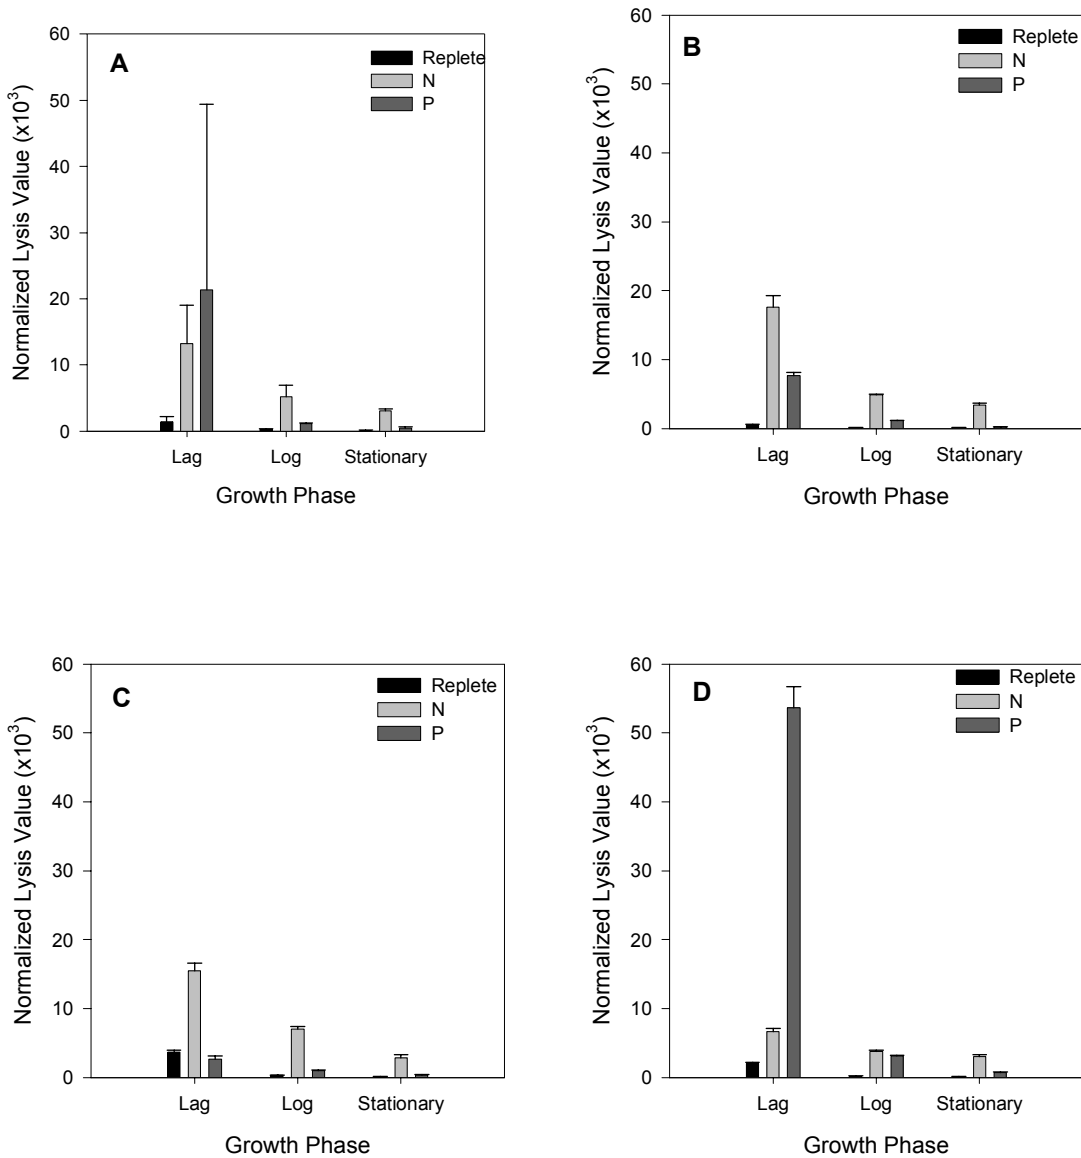 A
Replete
N
P
Normalized Lysis Value (x10³)
60
50
40
30
20
10
0
Lag Log Stationary
Growth Phase
B
Replete
N
P
Normalized Lysis Value (x10³)
60
50
40
30
20
10
0
Lag Log Stationary
Growth Phase
C
Replete
N
P
Normalized Lysis Value (x10³)
60
50
40
30
20
10
0
Lag Log Stationary
Growth Phase
D
Replete
N
P
Normalized Lysis Value (x10³)
60
50
40
30
20
10
0
Lag Log Stationary
Growth Phase